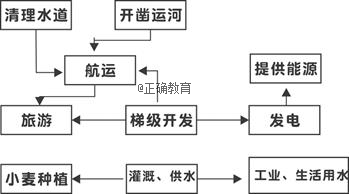 清理水道
开凿运河
航运
@正确教育
提供能源
旅游
梯级开发
发电
小麦种植
灌溉、供水
工业、生活用水